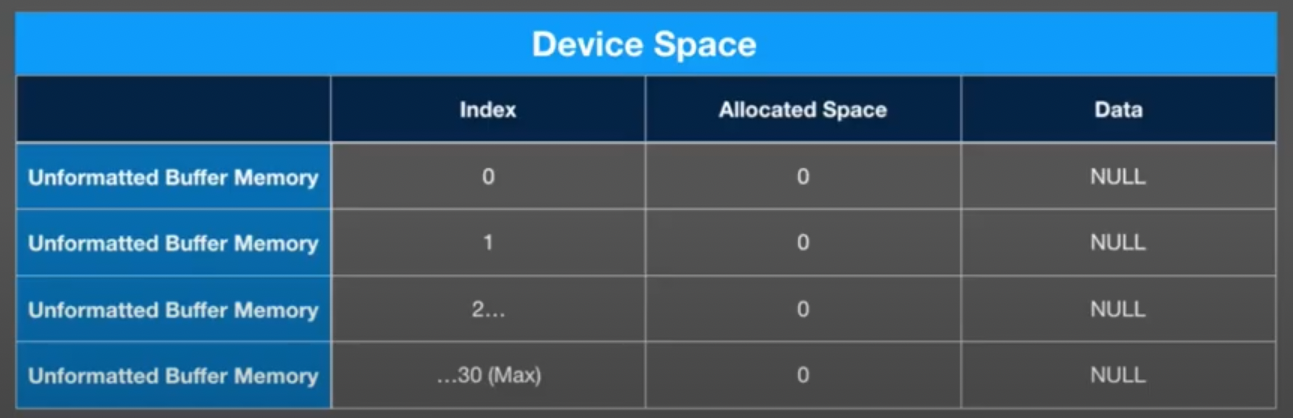 Device Space
Index Allocated Space Data
Unformatted Buffer Memory 0 0 NULL
Unformatted Buffer Memory 1 0 NULL
Unformatted Buffer Memory 2... 0 NULL
Unformatted Buffer Memory ...30 (Max) 0 NULL